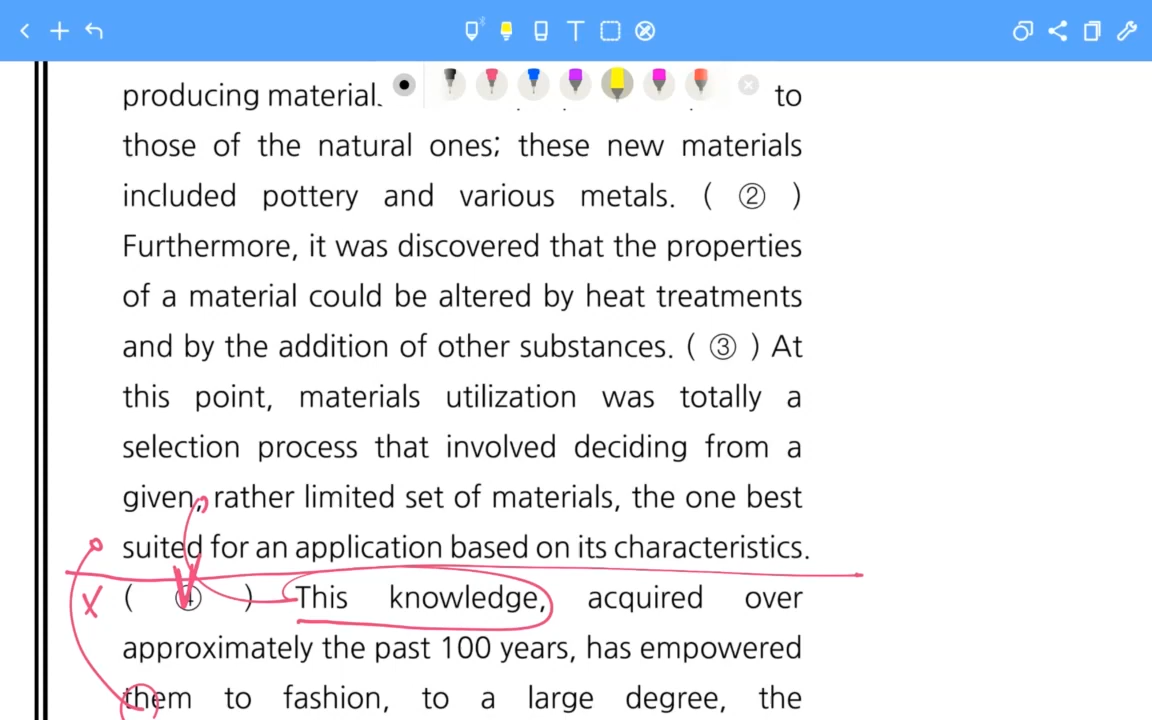 producing material
to
those of the natural ones; these new materials
included pottery and various metals. ( ② )
Furthermore, it was discovered that the properties
of a material could be altered by heat treatments
and by the addition of other substances. ( ③ ) At
this point, materials utilization was totally a
selection process that involved deciding from a
given, rather limited set of materials, the one best
suited for an application based on its characteristics.
X ( ④ ) This knowledge, acquired over
approximately the past 100 years, has empowered
them to fashion, to a large degree, the